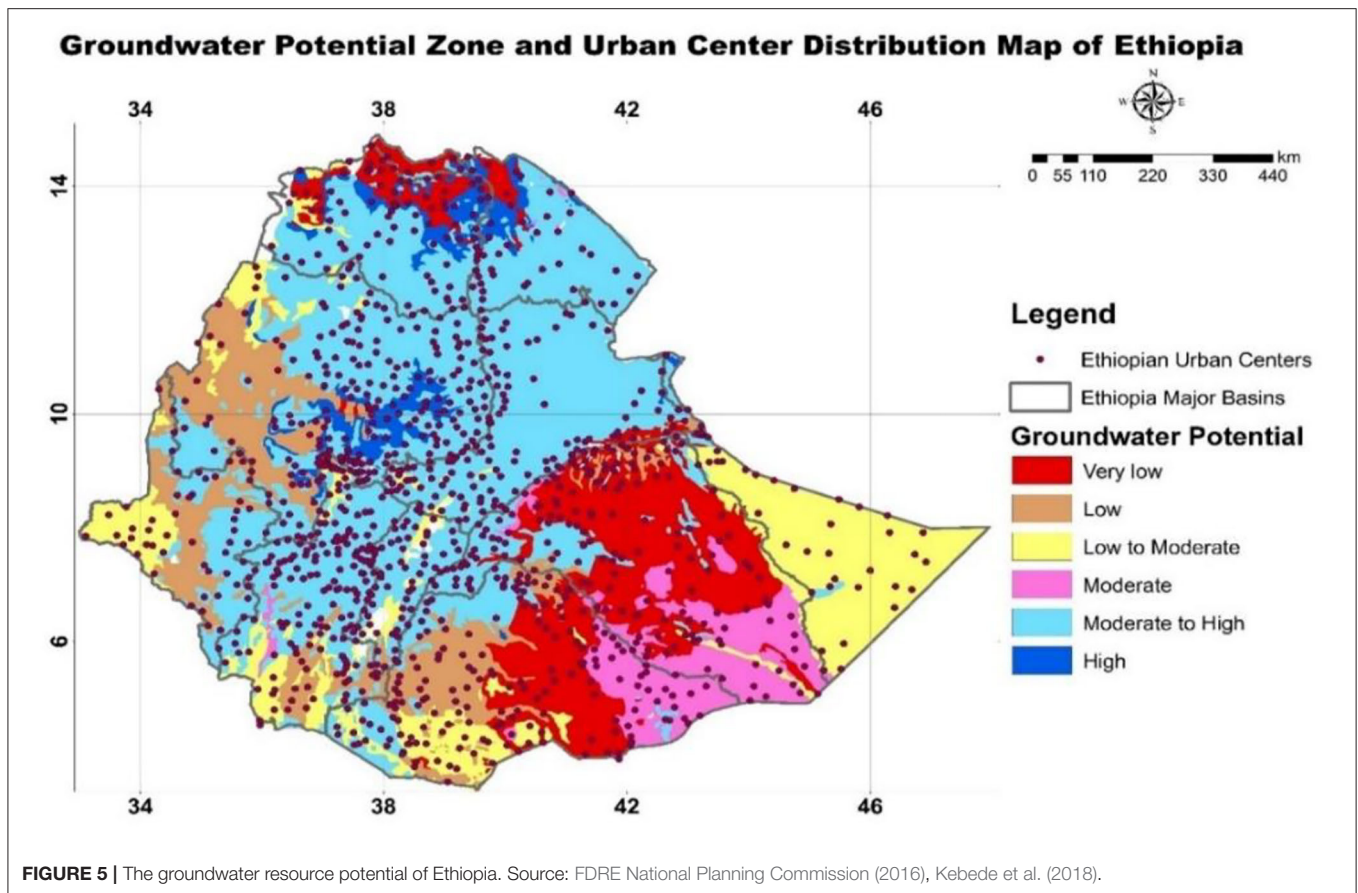 Groundwater Potential Zone and Urban Center Distribution Map of Ethiopia
N
W E
S
34 38 42 46
km
0 55 110 220 330 440
14
10
6
Legend
Ethiopian Urban Centers
Ethiopia Major Basins
Groundwater Potential
Very low
Low
Low to Moderate
Moderate
Moderate to High
High
34 38 42 46
FIGURE 5 | The groundwater resource potential of Ethiopia. Source: FDRE National Planning Commission (2016), Kebede et al. (2018).